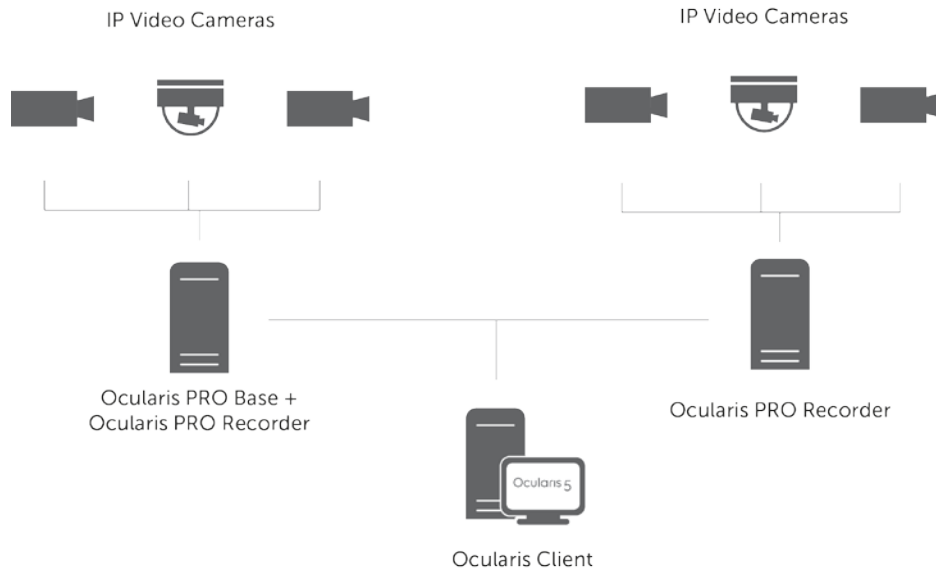 IP Video Cameras
IP Video Cameras
Ocularis PRO Base +
Ocularis PRO Recorder
Ocularis PRO Recorder
Ocularis 5
Ocularis Client